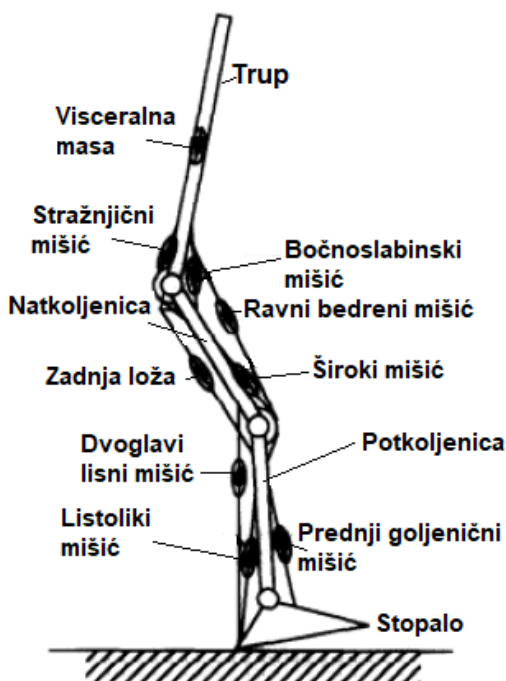 Trup
Visceralna
masa
Stražnjični
mišić
Bočnoslabinski
mišić
Natkoljenica
Ravni bedreni mišić
Zadnja loža
Široki mišić
Dvoglavi
lisni mišić
Potkoljenica
Listoliki
mišić
Prednji goljenični
mišić
Stopalo